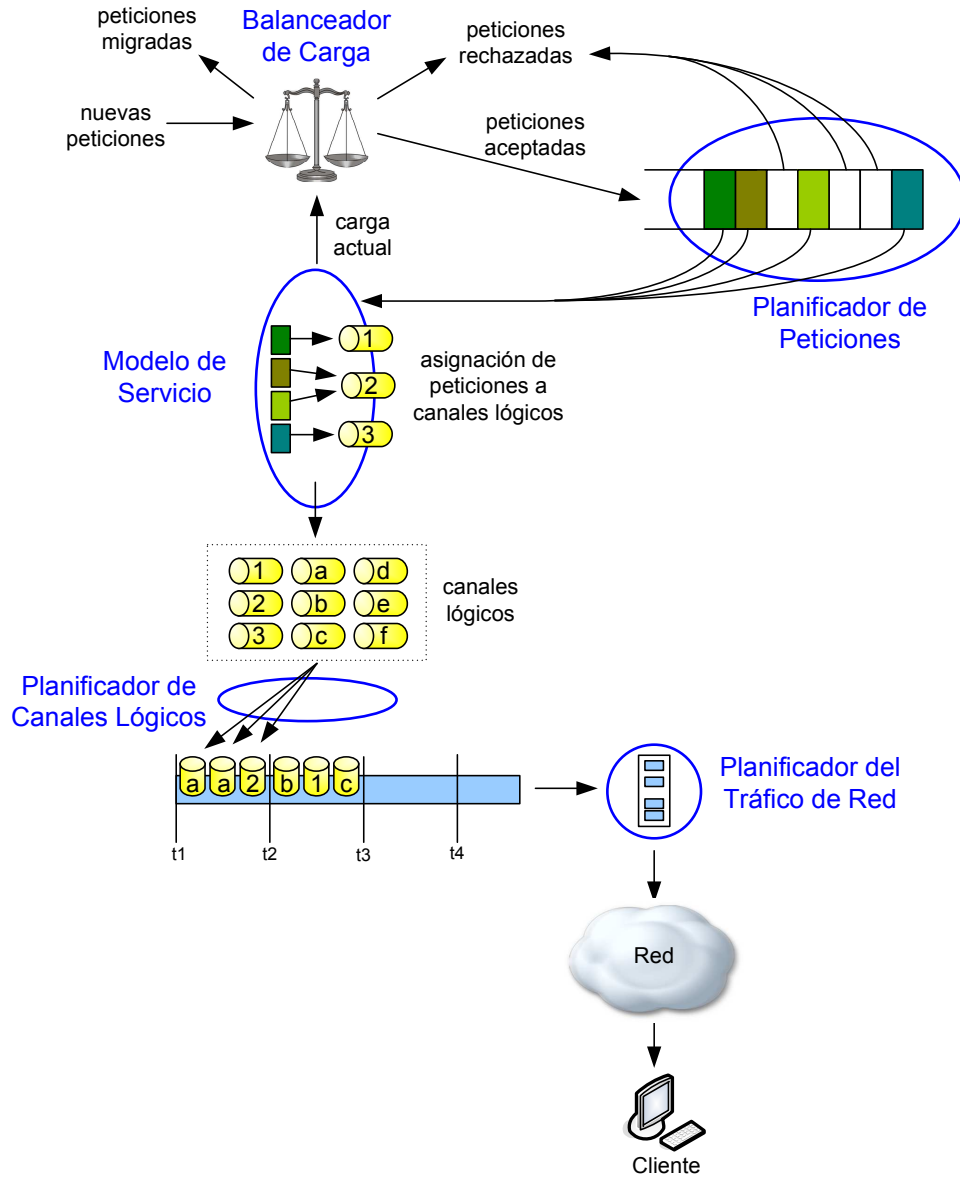 peticiones
migradas
Balanceador
de Carga
peticiones
rechazadas
nuevas
peticiones
peticiones
aceptadas
carga
actual
Planificador de
Peticiones
Modelo de
Servicio
1
2
3
asignación de
peticiones a
canales lógicos
1 a d
2 b e
3 c f
canales
lógicos
Planificador de
Canales Lógicos
a a 2 b 1 c
t1 t2 t3 t4
Planificador del
Tráfico de Red
Red
Cliente